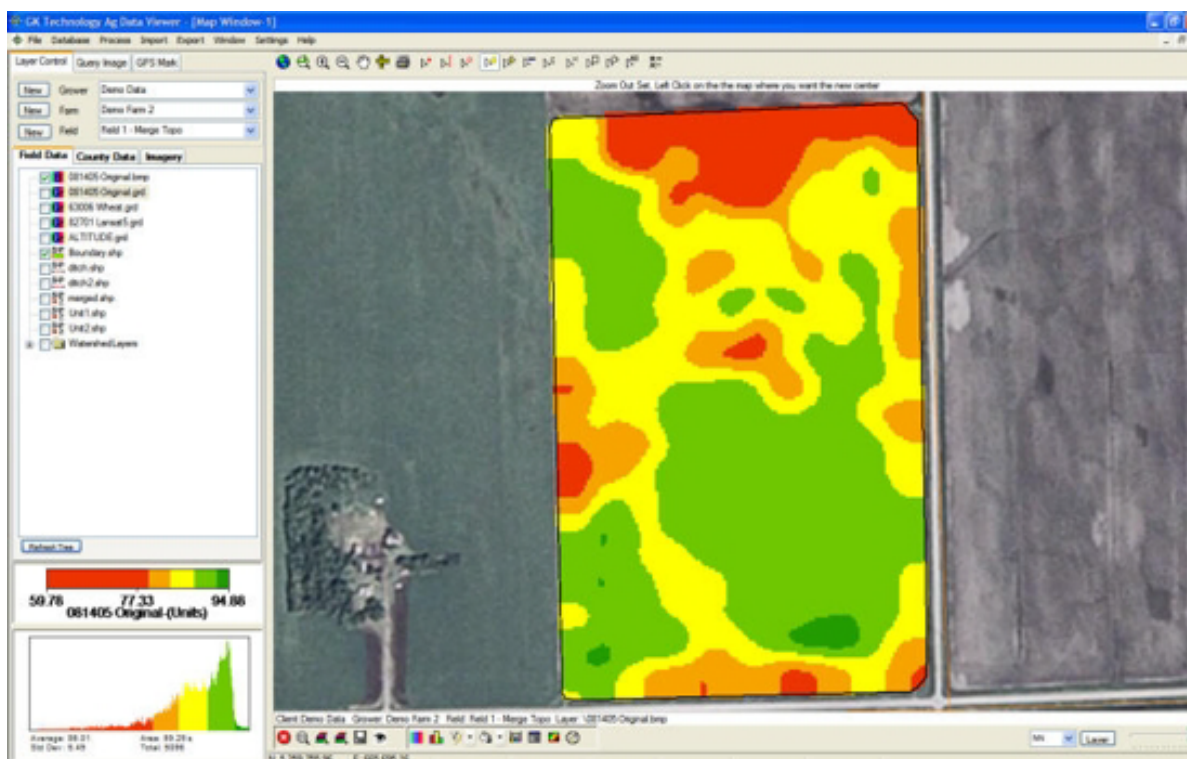 GK Technology Ag Data Viewer - [Map Window-1]
File Database Process Import Export Window Settings Help
Layer Control Query Image GPS Mark
New Grower Demo Data
New Farm Demo Farm 2
New Field Field 1 - Merge Topo
Zoom Out Set. Left Click on the the map where you want the new center
Field Data County Data Imagery
081405 Original.bmp
081405 Original.grd
63006 Wheat.grd
82701 Lansat5.grd
ALTITUDE.grd
Boundary.shp
ditch.shp
ditch2.shp
merged.shp
Unit1.shp
Unit2.shp
Watershed Layers
Refresh Tree
59.78 77.33 94.88
081405 Original-(Units)
Client Demo Data Grower: Demo Farm 2 Field: Field 1 - Merge Topo Layer: \081405 Original.bmp
NN Layer